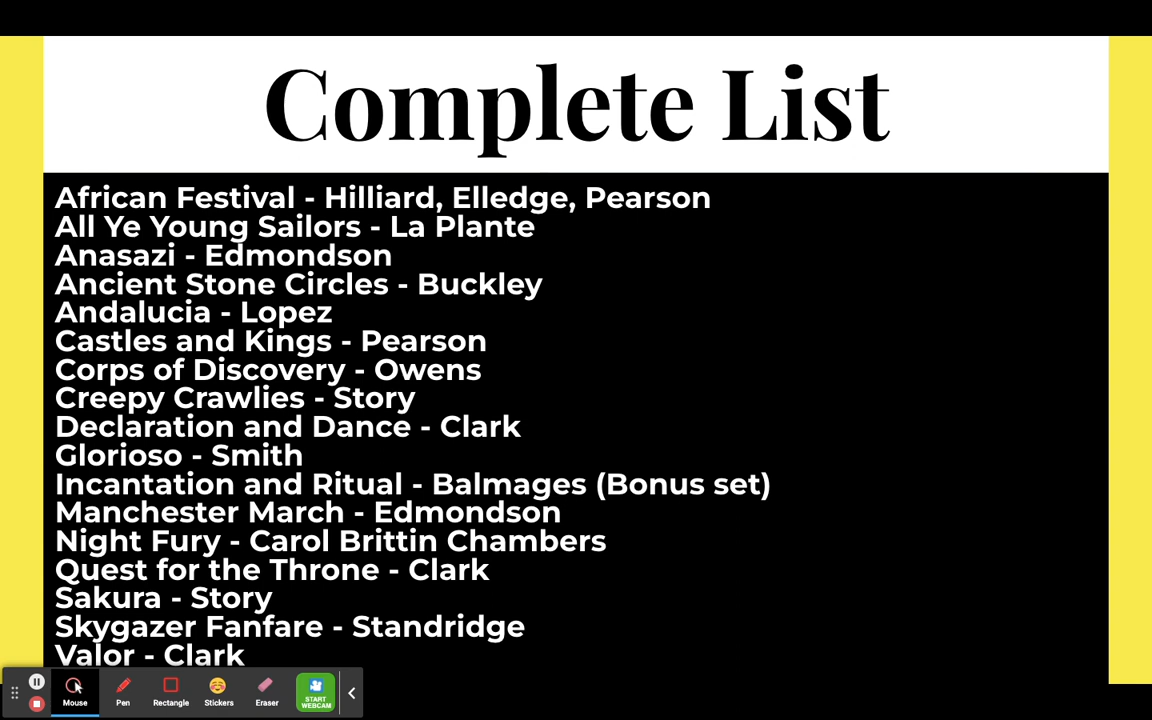 Complete List
African Festival - Hilliard, Elledge, Pearson
All Ye Young Sailors - La Plante
Anasazi - Edmondson
Ancient Stone Circles - Buckley
Andalucia - Lopez
Castles and Kings - Pearson
Corps of Discovery - Owens
Creepy Crawlies - Story
Declaration and Dance - Clark
Glorioso - Smith
Incantation and Ritual - Balmages (Bonus set)
Manchester March - Edmondson
Night Fury - Carol Brittin Chambers
Quest for the Throne - Clark
Sakura - Story
Skygazer Fanfare - Standridge
Valor - Clark
Mouse Pen Rectangle Stickers Eraser START WEBCAM